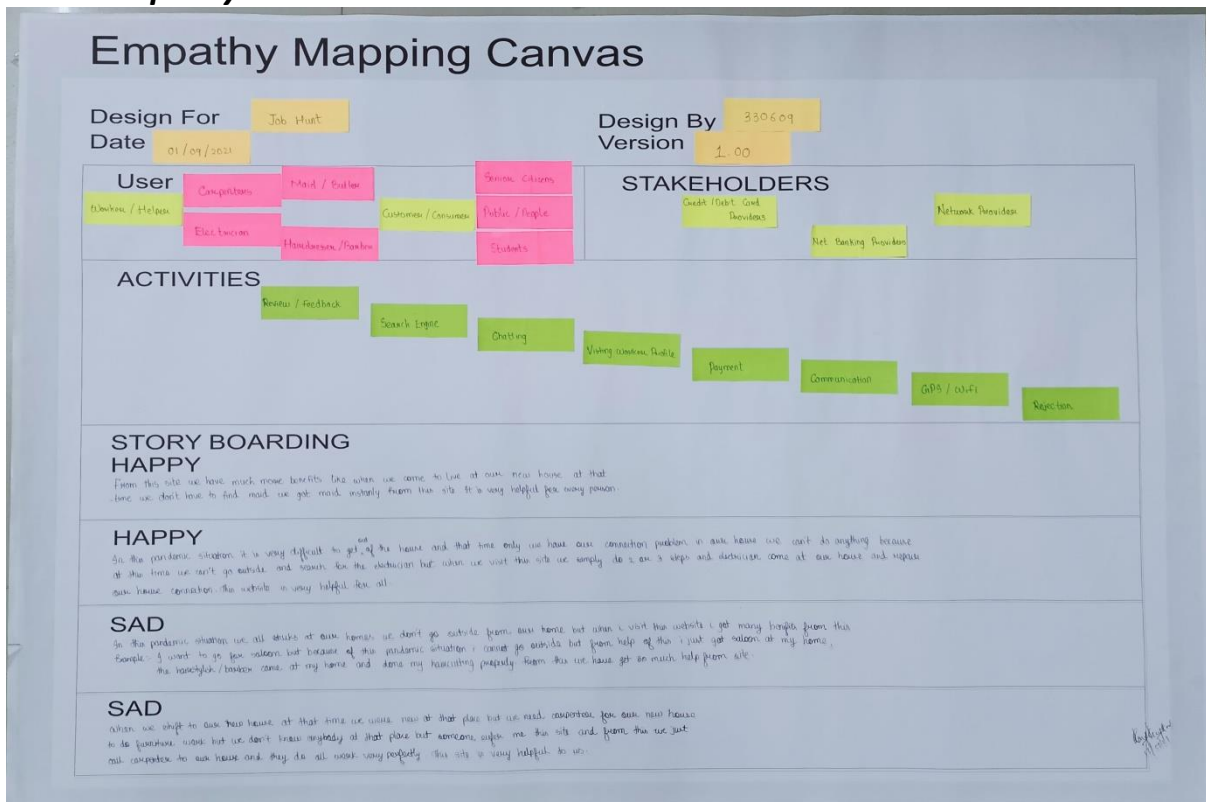 Empathy Mapping Canvas
Design For Job Hunt
Date 01/09/2021
Design By 330609
Version 1.00
User
Worker / Helper
Carpenters
Electrician
Maid / Butler
Hairdresser / Barber
Customer / Consumer
Senior Citizens
Public / People
Students
STAKEHOLDERS
Credit / Debit Card
Providers
Net Banking Providers
Network Provider
ACTIVITIES
Review / Feedback
Search Engine
Chatting
Visting Worker Profile
Payment
Communication
GPS / Wifi
Rejection
STORY BOARDING
HAPPY
From this site we have much more benefits like when we come to live at our new house at that
time we don't have to find maid we got maid instantly from this site It is very helpful for many person.
HAPPY
In the pandemic situation it is very difficult to get out of the house and that time only we have our connection problem in our house we can't do anything because
at this time we can't go outside and search for the electrician but when we visit this site we simply do 2 or 3 steps and electrician come at our house and repair
our house connection this website is very helpful for all
SAD
In the pandemic situation we all stucks at our homes we don't go outside from our home but when i visit this website i got many benefits from this
Example:- I want to go for saloon but because of this pandemic situation i cannot go outside but from help of this i just got saloon at my home,
the hairstylish / barber come at my home and done my haircutting properly from this we have got so much help from site.
SAD
When we shift to our new house at that time we were new at that place but we need carpenter for our new house
to do furniture work but we don't know anybody at that place but someone me this site and from this we just
call carpenter to our house and they do all work very perfectly this site is very helpful to us.